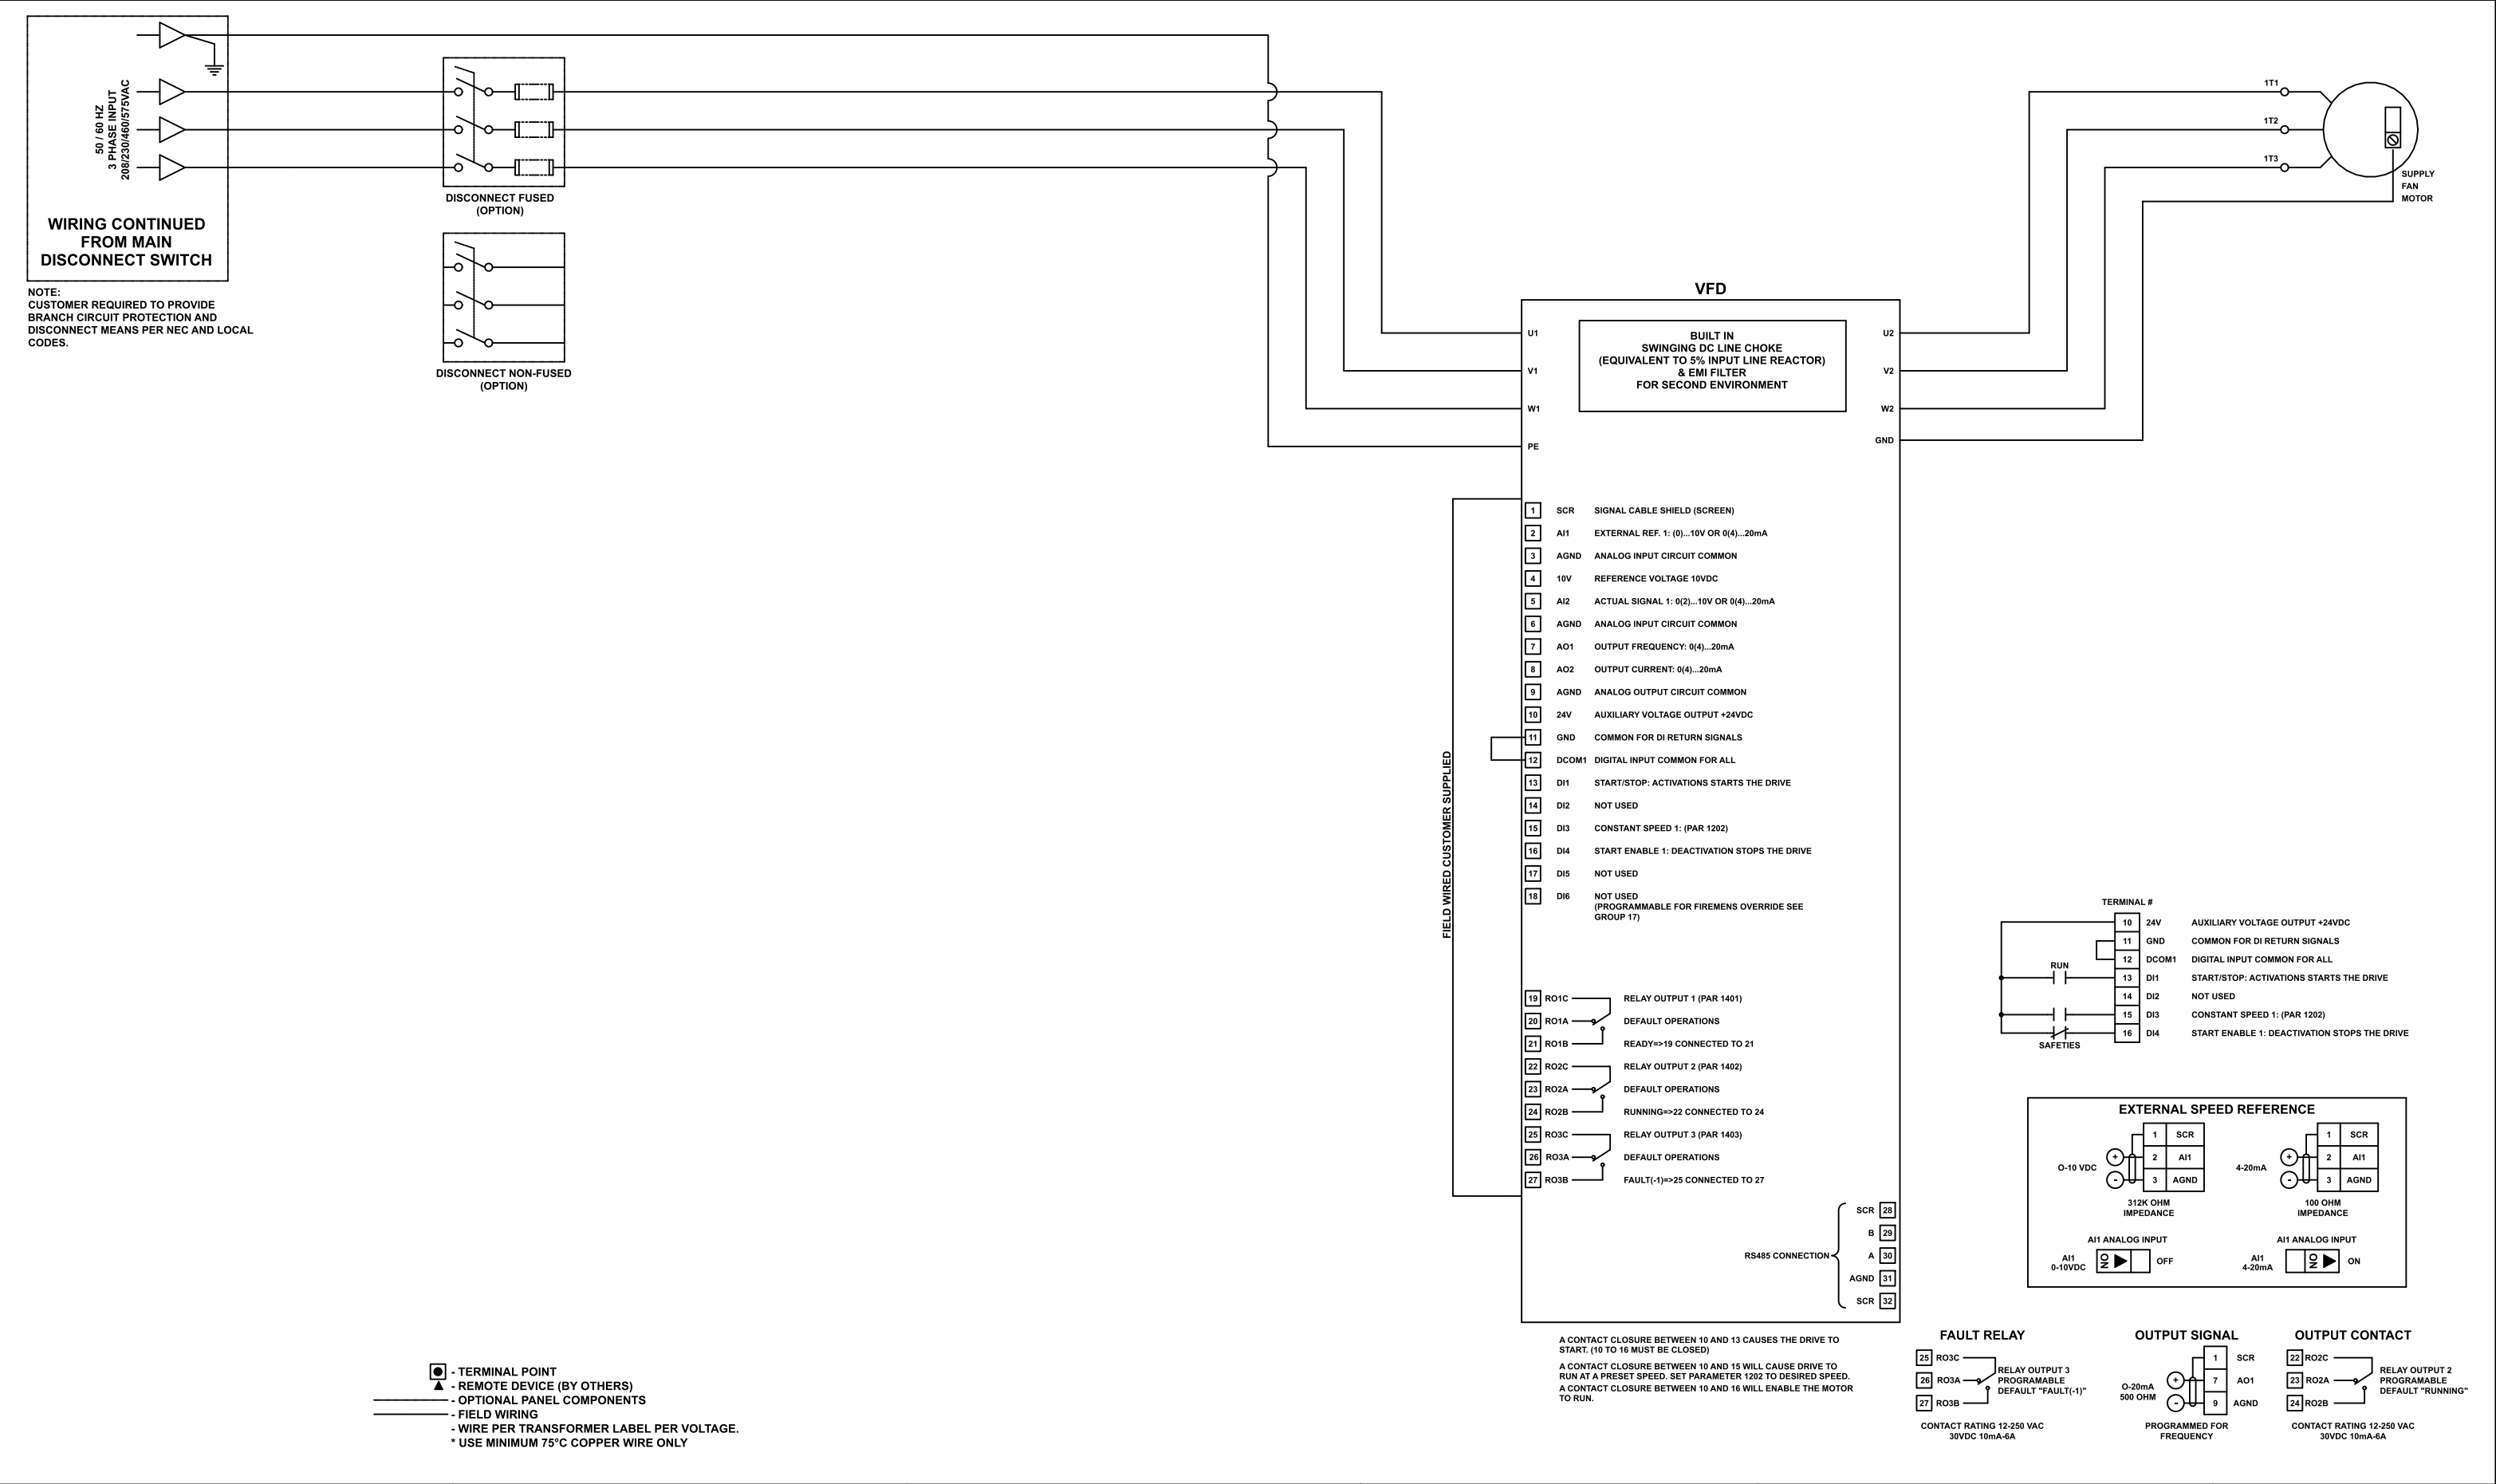 50 / 60 HZ
3 PHASE INPUT
208/230/460/575VAC
WIRING CONTINUED
FROM MAIN
DISCONNECT SWITCH
NOTE:
CUSTOMER REQUIRED TO PROVIDE
BRANCH CIRCUIT PROTECTION AND
DISCONNECT MEANS PER NEC AND LOCAL
CODES.
DISCONNECT FUSED
(OPTION)
DISCONNECT NON-FUSED
(OPTION)
1T1
1T2
1T3
SUPPLY
FAN
MOTOR
VFD
BUILT IN
SWINGING DC LINE CHOKE
(EQUIVALENT TO 5% INPUT LINE REACTOR)
& EMI FILTER
FOR SECOND ENVIRONMENT
U1
V1
W1
PE
U2
V2
W2
GND
FIELD WIRED CUSTOMER SUPPLIED
1 SCR SIGNAL CABLE SHIELD (SCREEN)
2 AI1 EXTERNAL REF. 1: (0)...10V OR 0(4)...20mA
3 AGND ANALOG INPUT CIRCUIT COMMON
4 10V REFERENCE VOLTAGE 10VDC
5 AI2 ACTUAL SIGNAL 1: 0(2)...10V OR 0(4)...20mA
6 AGND ANALOG INPUT CIRCUIT COMMON
7 AO1 OUTPUT FREQUENCY: 0(4)...20mA
8 AO2 OUTPUT CURRENT: 0(4)...20mA
9 AGND ANALOG OUTPUT CIRCUIT COMMON
10 24V AUXILIARY VOLTAGE OUTPUT +24VDC
11 GND COMMON FOR DI RETURN SIGNALS
12 DCOM1 DIGITAL INPUT COMMON FOR ALL
13 DI1 START/STOP: ACTIVATIONS STARTS THE DRIVE
14 DI2 NOT USED
15 DI3 CONSTANT SPEED 1: (PAR 1202)
16 DI4 START ENABLE 1: DEACTIVATION STOPS THE DRIVE
17 DI5 NOT USED
18 DI6 NOT USED
(PROGRAMMABLE FOR FIREMENS OVERRIDE SEE
GROUP 17)
19 RO1C RELAY OUTPUT 1 (PAR 1401)
20 RO1A DEFAULT OPERATIONS
21 RO1B READY=>19 CONNECTED TO 21
22 RO2C RELAY OUTPUT 2 (PAR 1402)
23 RO2A DEFAULT OPERATIONS
24 RO2B RUNNING=>22 CONNECTED TO 24
25 RO3C RELAY OUTPUT 3 (PAR 1403)
26 RO3A DEFAULT OPERATIONS
27 RO3B FAULT(-1)=>25 CONNECTED TO 27
RS485 CONNECTION
SCR 28
B 29
A 30
AGND 31
SCR 32
A CONTACT CLOSURE BETWEEN 10 AND 13 CAUSES THE DRIVE TO
START. (10 TO 16 MUST BE CLOSED)
A CONTACT CLOSURE BETWEEN 10 AND 15 WILL CAUSE DRIVE TO
RUN AT A PRESET SPEED. SET PARAMETER 1202 TO DESIRED SPEED.
A CONTACT CLOSURE BETWEEN 10 AND 16 WILL ENABLE THE MOTOR
TO RUN.
TERMINAL #
10 24V AUXILIARY VOLTAGE OUTPUT +24VDC
11 GND COMMON FOR DI RETURN SIGNALS
12 DCOM1 DIGITAL INPUT COMMON FOR ALL
RUN
13 DI1 START/STOP: ACTIVATIONS STARTS THE DRIVE
14 DI2 NOT USED
15 DI3 CONSTANT SPEED 1: (PAR 1202)
16 DI4 START ENABLE 1: DEACTIVATION STOPS THE DRIVE
SAFETIES
EXTERNAL SPEED REFERENCE
O-10 VDC
+
-
1 SCR
2 AI1
3 AGND
312K OHM
IMPEDANCE
4-20mA
+
-
1 SCR
2 AI1
3 AGND
100 OHM
IMPEDANCE
AI1 ANALOG INPUT
AI1
0-10VDC
ON
OFF
AI1 ANALOG INPUT
AI1
4-20mA
ON
ON
FAULT RELAY
25 RO3C
26 RO3A
27 RO3B
RELAY OUTPUT 3
PROGRAMABLE
DEFAULT "FAULT(-1)"
CONTACT RATING 12-250 VAC
30VDC 10mA-6A
OUTPUT SIGNAL
O-20mA
500 OHM
+
-
1 SCR
7 AO1
9 AGND
PROGRAMMED FOR
FREQUENCY
OUTPUT CONTACT
22 RO2C
23 RO2A
24 RO2B
RELAY OUTPUT 2
PROGRAMABLE
DEFAULT "RUNNING"
CONTACT RATING 12-250 VAC
30VDC 10mA-6A
- TERMINAL POINT
- REMOTE DEVICE (BY OTHERS)
- OPTIONAL PANEL COMPONENTS
- FIELD WIRING
- WIRE PER TRANSFORMER LABEL PER VOLTAGE.
* USE MINIMUM 75°C COPPER WIRE ONLY